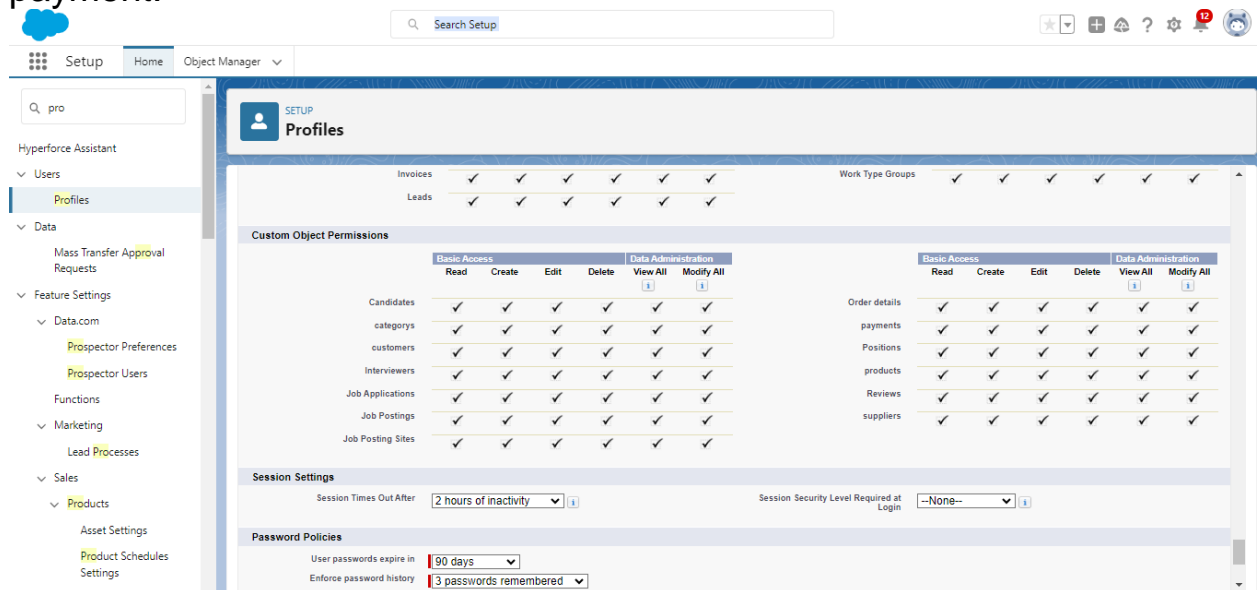 payment.
Search Setup
12
Setup
Home
Object Manager
pro
SETUP
Profiles
Hyperforce Assistant
Users
Profiles
Data
Mass Transfer Approval
Requests
Feature Settings
Data.com
Prospector Preferences
Prospector Users
Functions
Marketing
Lead Processes
Sales
Products
Asset Settings
Product Schedules
Settings
Invoices
Work Type Groups
Leads
Custom Object Permissions
Basic Access Data Administration Basic Access Data Administration
Read Create Edit Delete View All Modify All Read Create Edit Delete View All Modify All
i i i i
Candidates Order details
categorys payments
customers Positions
Interviewers products
Job Applications Reviews
Job Postings suppliers
Job Posting Sites
Session Settings
Session Times Out After 2 hours of inactivity i Session Security Level Required at
Login --None-- i
Password Policies
User passwords expire in 90 days
Enforce password history 3 passwords remembered